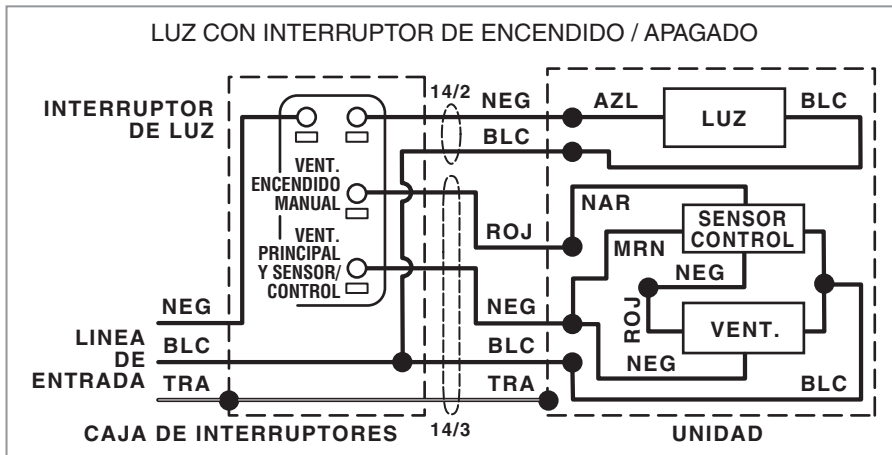 LUZ CON INTERRUPTOR DE ENCENDIDO / APAGADO
INTERRUPTOR
DE LUZ
14/2
NEG
AZL
LUZ
BLC
BLC
VENT.
ENCENDIDO
MANUAL
VENT.
PRINCIPAL
Y SENSOR/
CONTROL
ROJ
NAR
SENSOR
CONTROL
MRN
NEG
ROJ
VENT.
NEG
NEG
NEG
LINEA
DE
ENTRADA
BLC
BLC
BLC
TRA
TRA
CAJA DE INTERRUPTORES
14/3
UNIDAD